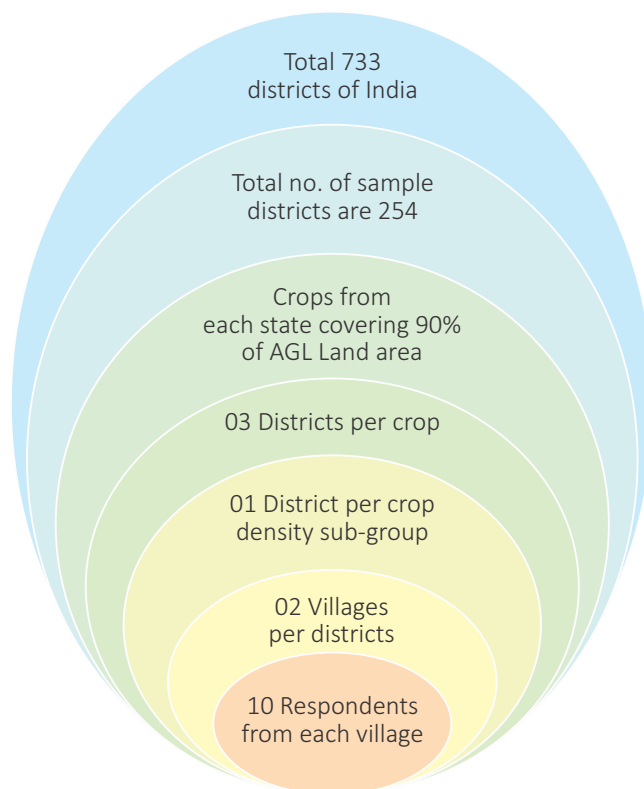 Total 733
districts of India
Total no. of sample
districts are 254
Crops from
each state covering 90%
of AGL Land area
03 Districts per crop
01 District per crop
density sub-group
02 Villages
per districts
10 Respondents
from each village